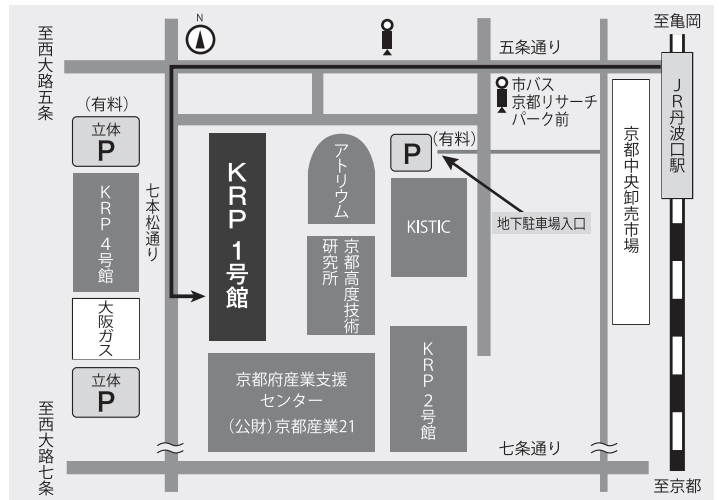 N
至亀岡
五条通り
至西大路五条
市バス
京都リサーチ
パーク前
JR丹波口駅
(有料)
立体
P
(有料)
P
京都中央卸売市場
KRP 1号館
アトリウム
KRP 4号館
七本松通り
KISTIC
地下駐車場入口
京都高度技術
研究所
大阪ガス
立体
P
京都府産業支援
センター
(公財)京都産業21
KRP 2号館
至西大路七条
七条通り
至京都